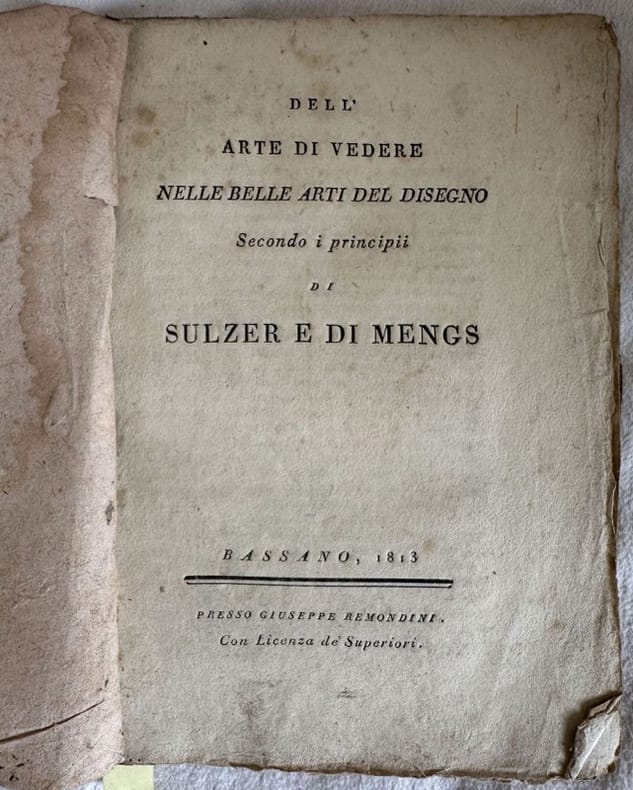 DELL'
ARTE DI VEDERE
NELLE BELLE ARTI DEL DISEGNO
Secondo i principii
DI
SULZER E DI MENGS
BASSANO, 1813
PRESSO GIUSEPPE REMONDINI.
Con Licenza de' Superiori.